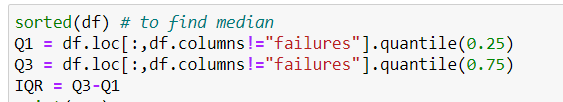 sorted(df) # to find median
Q1 = df.loc[:,df.columns!="failures"].quantile(0.25)
Q3 = df.loc[:,df.columns!="failures"].quantile(0.75)
IQR = Q3-Q1